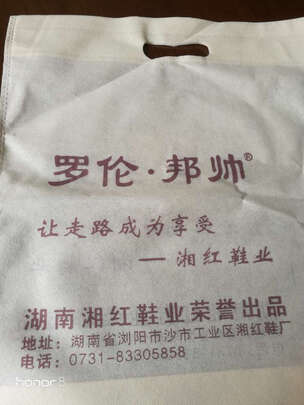 罗伦·邦帅®
让走路成为享受
——湘红鞋业
湖南湘红鞋业荣誉出品
地址：湖南省浏阳市沙市工业区湘红鞋厂
电话：0731-83305858
honor 8